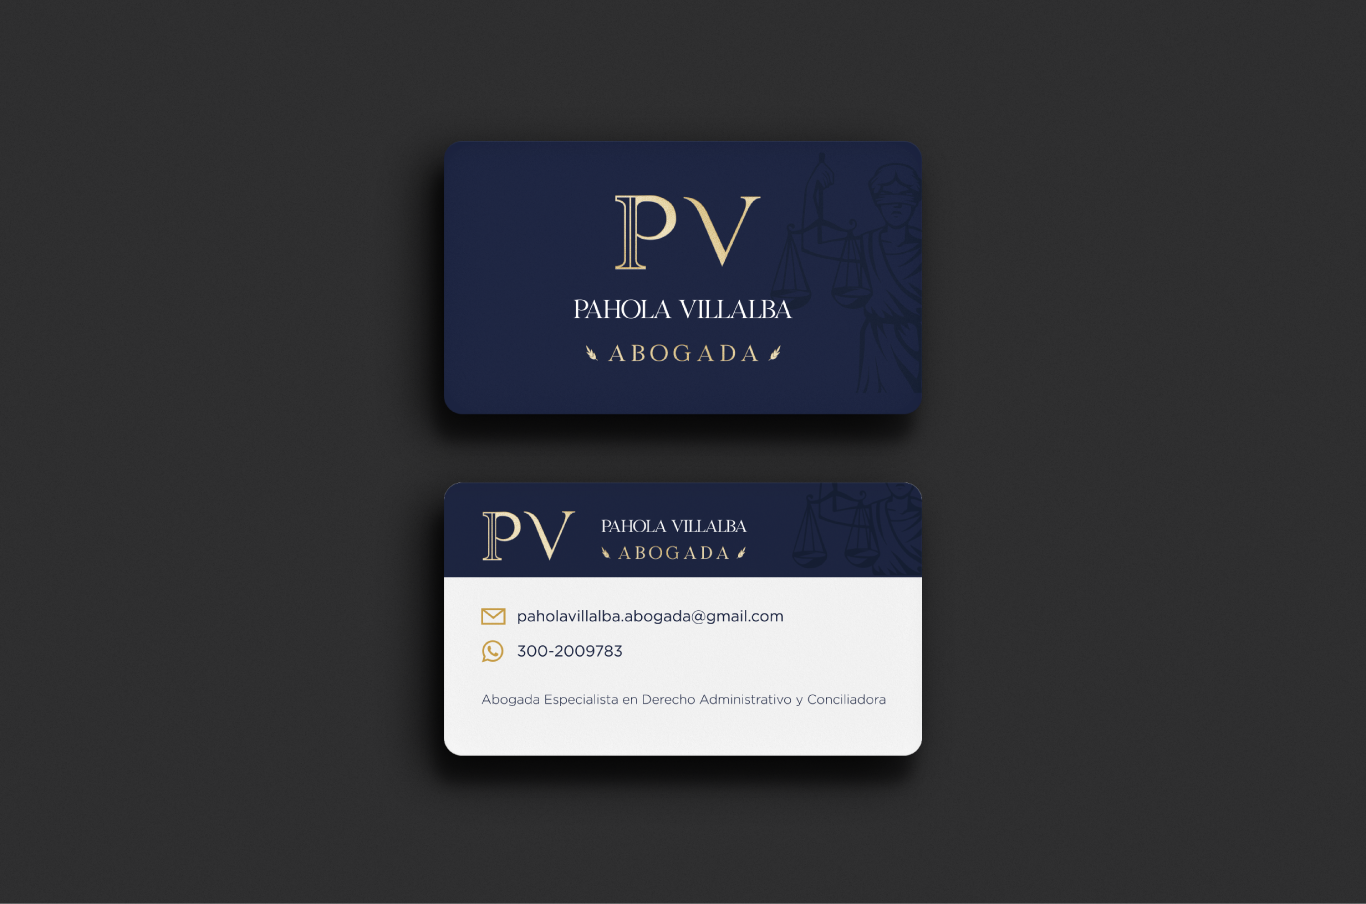 PV
PAHOLA VILLALBA
ABOGADA
PV
PAHOLA VILLALBA
ABOGADA
paholavillalba.abogada@gmail.com
300-2009783
Abogada Especialista en Derecho Administrativo y Conciliadora